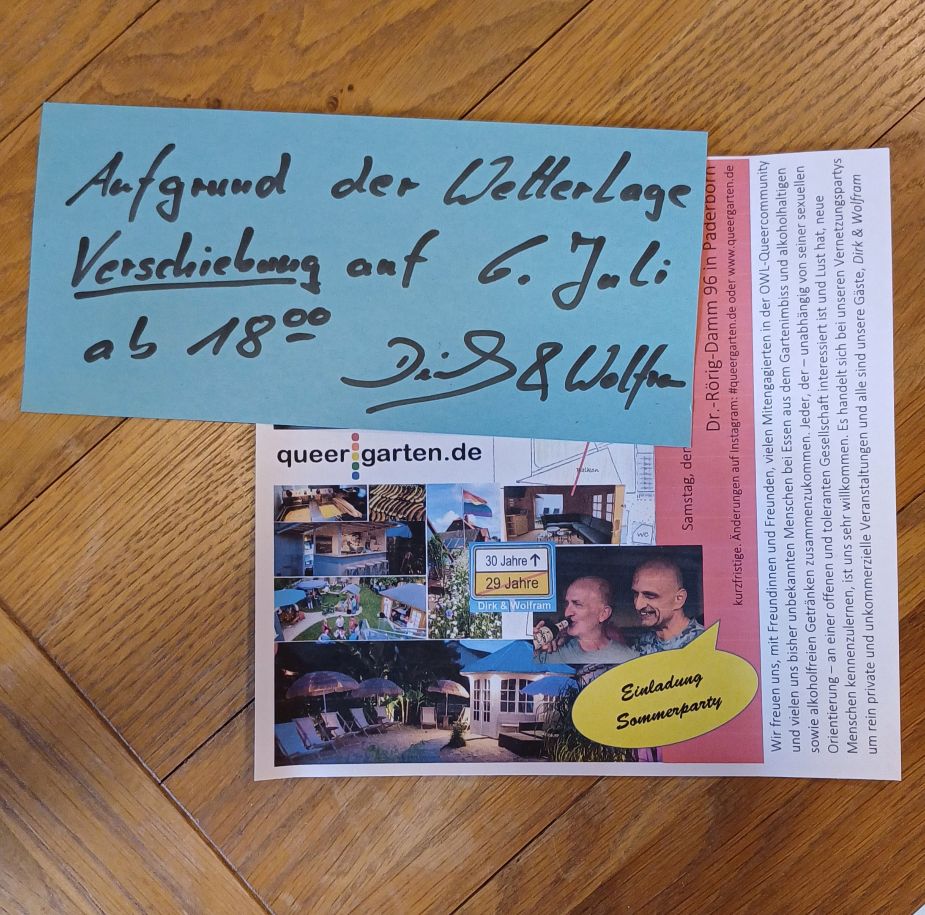 Aufgrund der Wetterlage
Verschiebung auf 6. Juli
ab 18⁰⁰
Dirk & Wolfram
queer garten.de
Balkon
WC
30 Jahre ↑
29 Jahre
Dirk & Wolfram
Einladung
Sommerparty
Samstag, der
Dr.-Rörig-Damm 96 in Paderborn
kurzfristige. Änderungen auf Instagram: #queergarten.de oder www.queergarten.de
Wir freuen uns, mit Freundinnen und Freunden, vielen Mitengagierten in der OWL-Queercommunity
und vielen uns bisher unbekannten Menschen bei Essen aus dem Gartenimbiss und alkoholhaltigen
sowie alkoholfreien Getränken zusammenzukommen. Jeder, der – unabhängig von seiner sexuellen
Orientierung – an einer offenen und toleranten Gesellschaft interessiert ist und Lust hat, neue
Menschen kennenzulernen, ist uns sehr willkommen. Es handelt sich bei unseren Vernetzungspartys
um rein private und unkommerzielle Veranstaltungen und alle sind unsere Gäste, Dirk & Wolfram